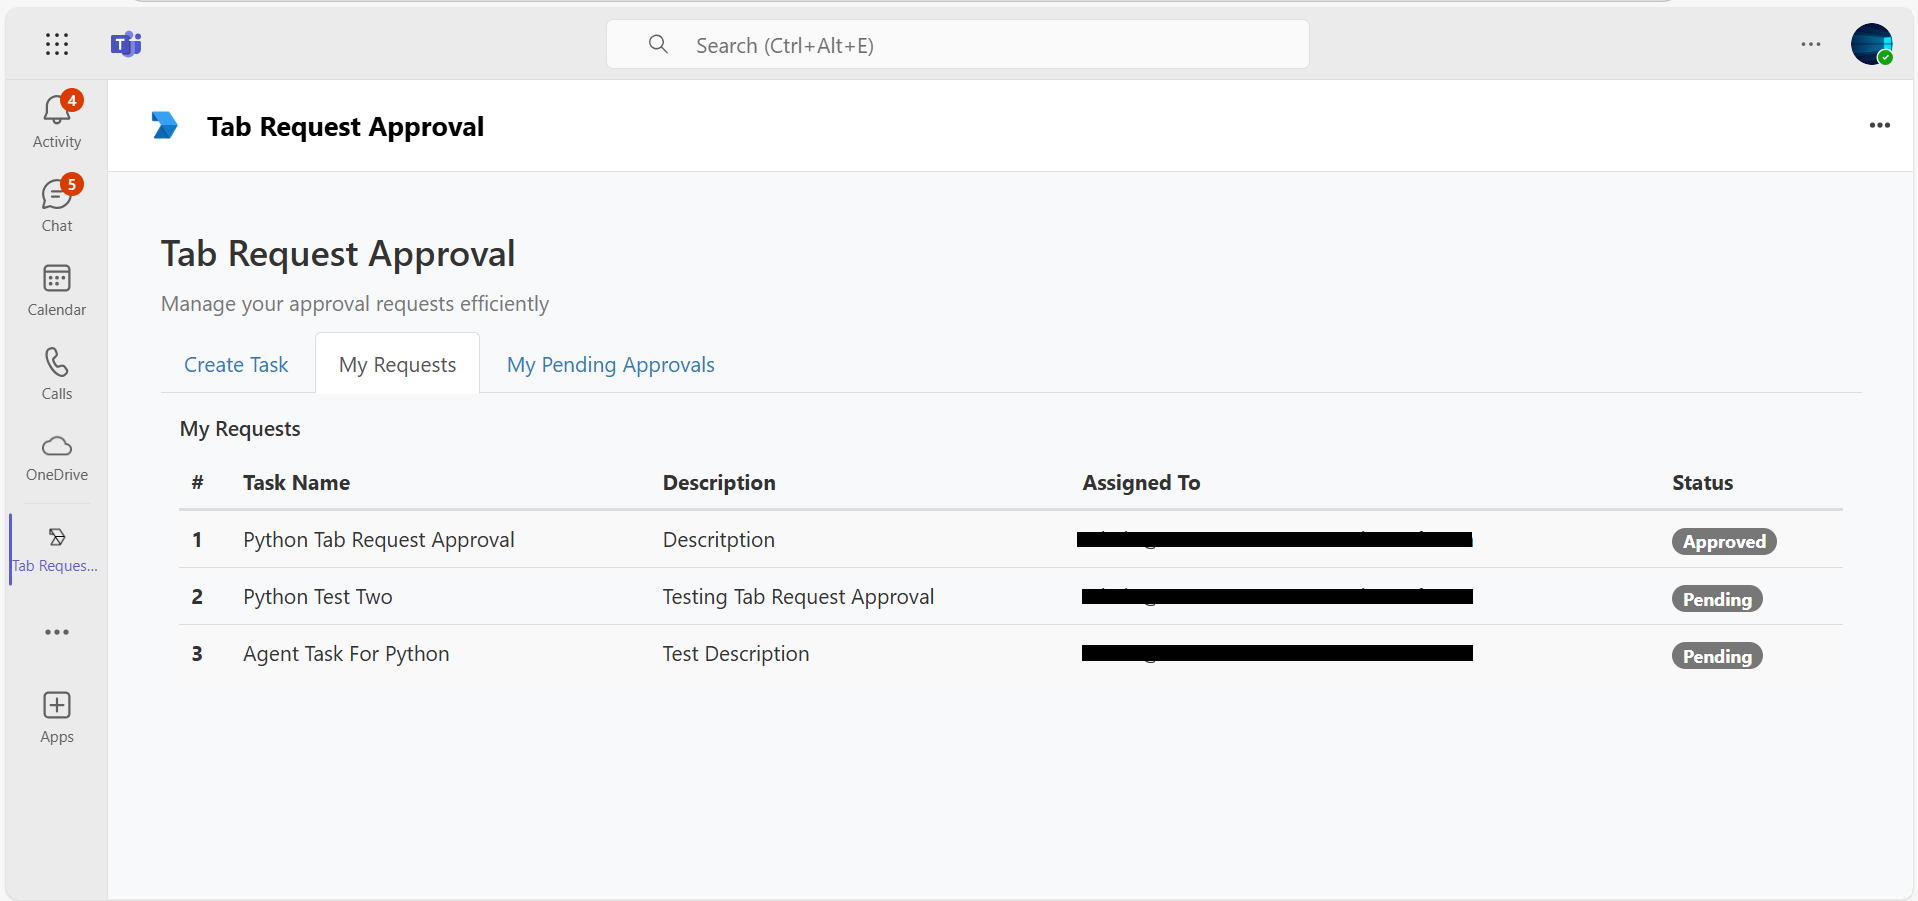 Search (Ctrl+Alt+E)
4
Activity
5
Chat
Calendar
Calls
OneDrive
Tab Reques...
Apps
Tab Request Approval
Tab Request Approval
Manage your approval requests efficiently
Create Task My Requests My Pending Approvals
My Requests
# Task Name Description Assigned To Status
1 Python Tab Request Approval Descritption Approved
2 Python Test Two Testing Tab Request Approval Pending
3 Agent Task For Python Test Description Pending